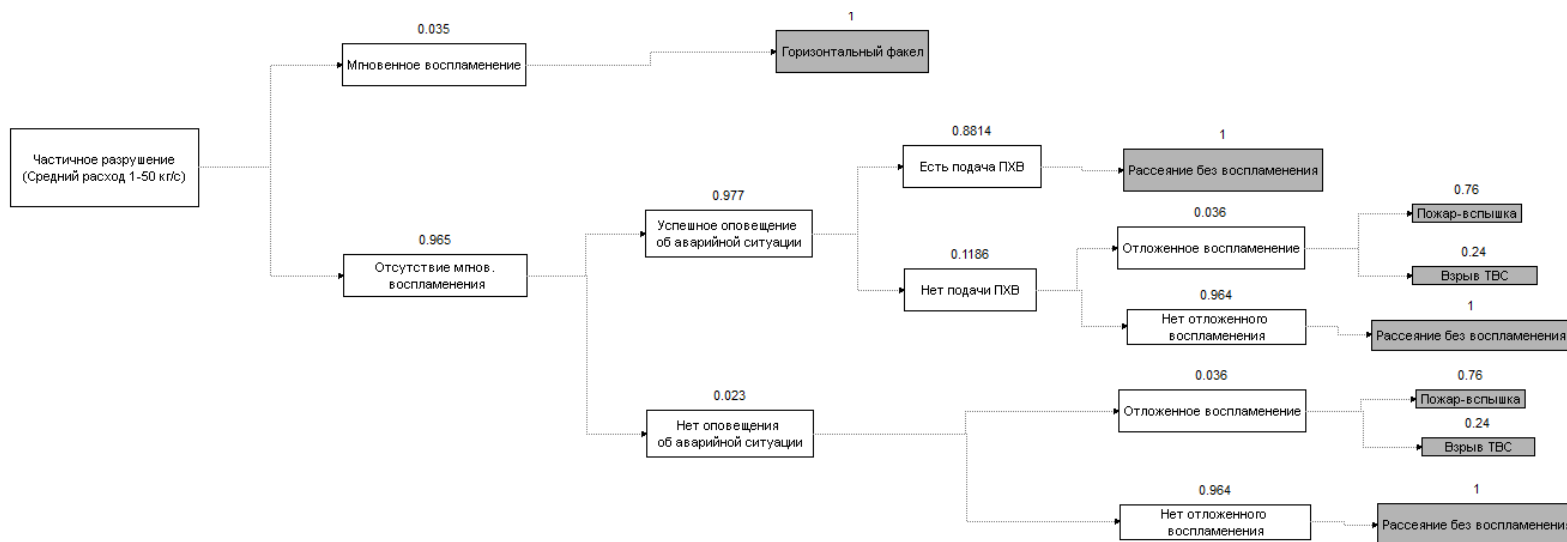 0.035
Мгновенное воспламенение
1
Горизонтальный факел
Частичное разрушение
(Средний расход 1-50 кг/с)
0.965
Отсутствие мгнов.
воспламенения
0.977
Успешное оповещение
об аварийной ситуации
0.8814
Есть подача ПХВ
1
Рассеяние без воспламенения
0.1186
Нет подачи ПХВ
0.036
Отложенное воспламенение
0.76
Пожар-вспышка
0.24
Взрыв ТВС
0.964
Нет отложенного
воспламенения
1
Рассеяние без воспламенения
0.023
Нет оповещения
об аварийной ситуации
0.036
Отложенное воспламенение
0.76
Пожар-вспышка
0.24
Взрыв ТВС
0.964
Нет отложенного
воспламенения
1
Рассеяние без воспламенения